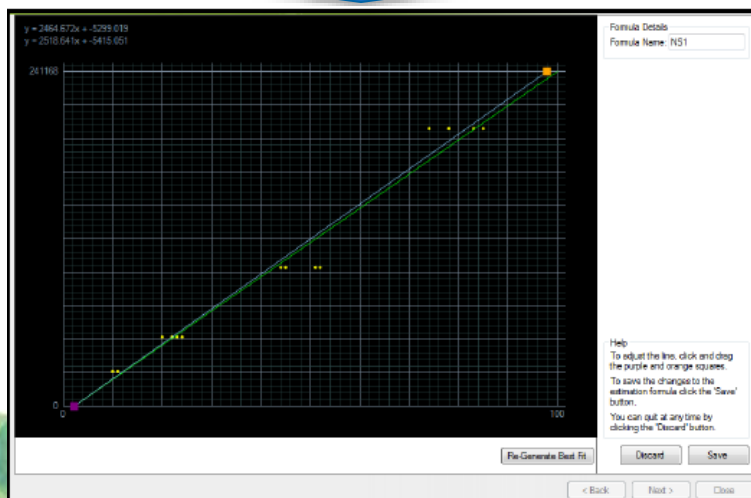 y = 2464.672x + -5299.019
y = 2518.641x + -5415.051
241168
0
0
100
Formula Details
Formula Name: N51
Help
To adjust the line, click and drag
the purple and orange squares.
To save the changes to the
estimation formula click the 'Save'
button.
You can quit at any time by
clicking the 'Discard' button.
Re-Generate Best Fit
Discard
Save
< Back
Next >
Close